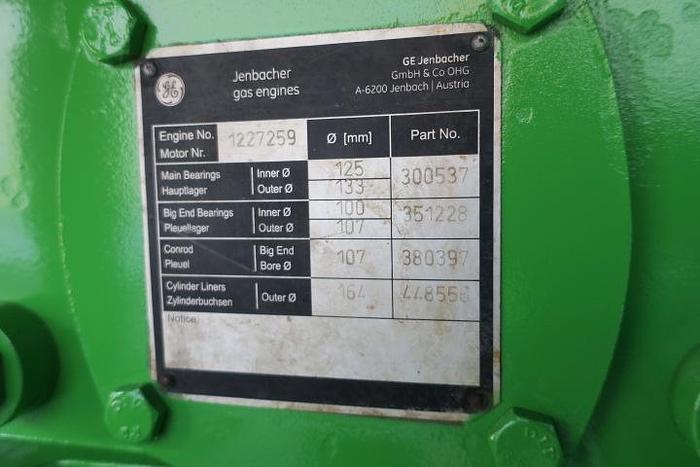 GE
Jenbacher
gas engines
GE Jenbacher
GmbH & Co OHG
A-6200 Jenbach | Austria
Engine No.
Motor Nr.
1227259
Ø [mm]
Part No.
Main Bearings
Hauptlager
Inner Ø
Outer Ø
125
133
300537
Big End Bearings
Pleuellager
Inner Ø
Outer Ø
100
107
351228
Conrod
Pleuel
Big End
Bore Ø
107
380397
Cylinder Liners
Zylinderbuchsen
Outer Ø
164
Notice